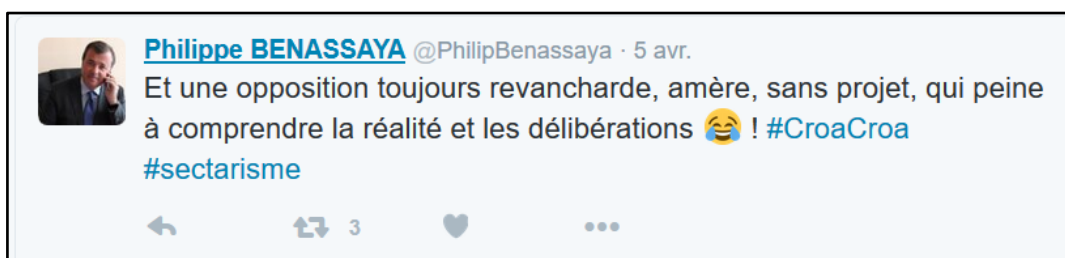 Philippe BENASSAYA @PhilipBenassaya · 5 avr.
Et une opposition toujours revancharde, amère, sans projet, qui peine
à comprendre la réalité et les délibérations 😂 ! #CroaCroa
#sectarisme
3